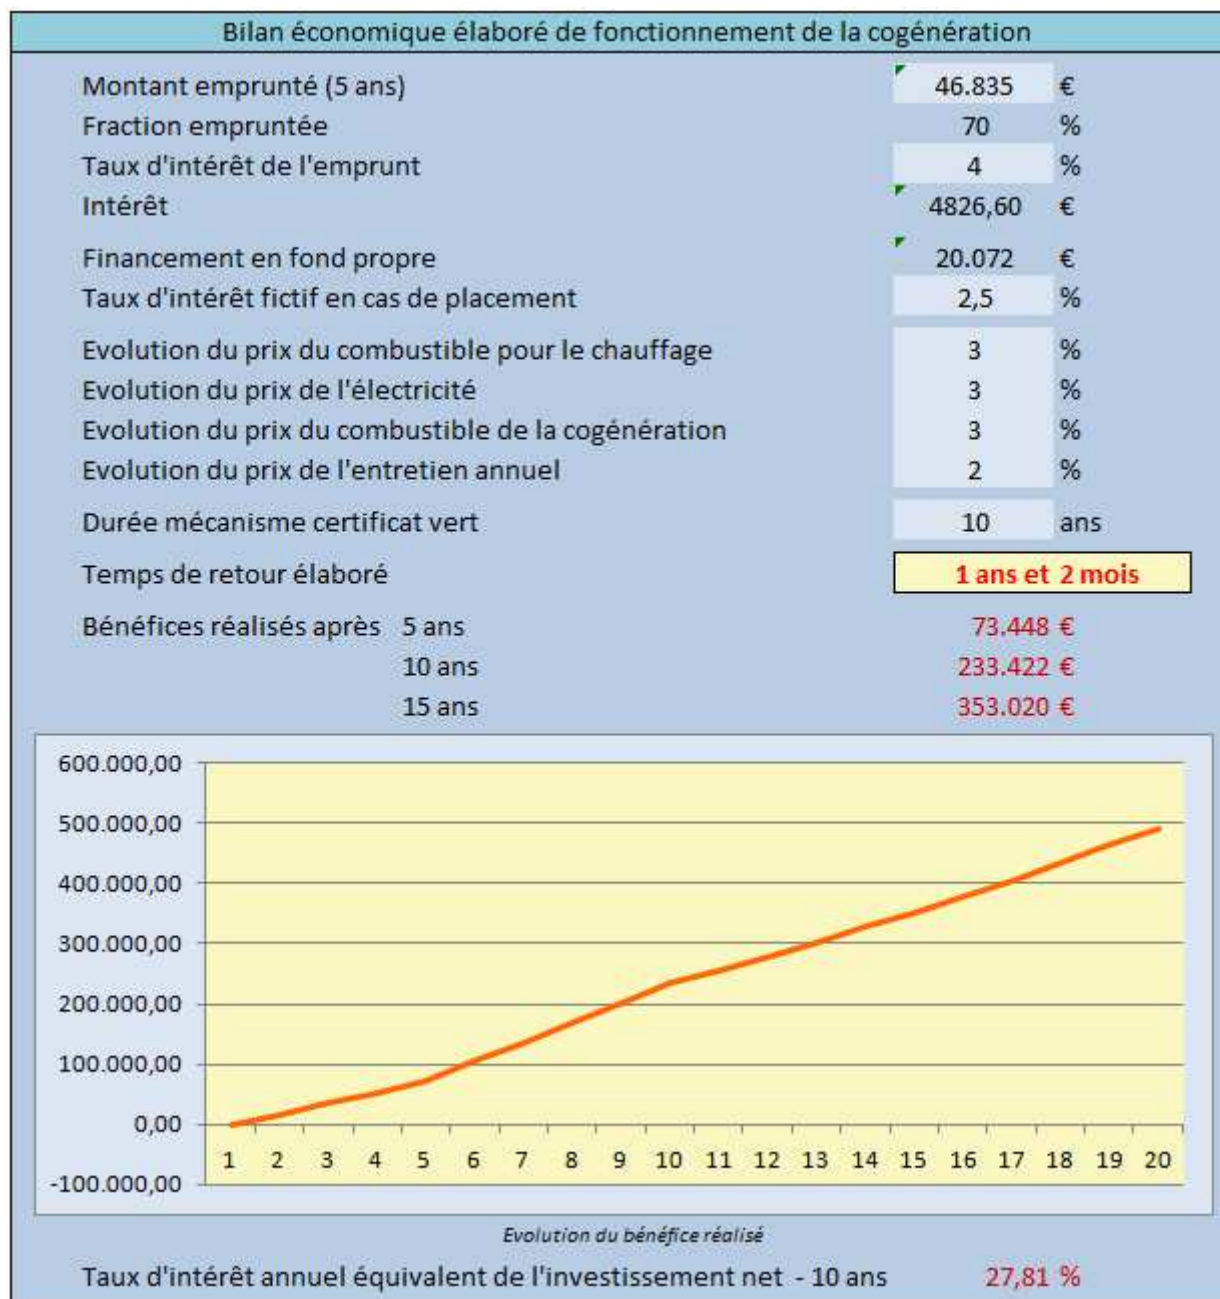 Bilan économique élaboré de fonctionnement de la cogénération
Montant emprunté (5 ans) 46.835 €
Fraction empruntée 70 %
Taux d'intérêt de l'emprunt 4 %
Intérêt 4826,60 €
Financement en fond propre 20.072 €
Taux d'intérêt fictif en cas de placement 2,5 %
Evolution du prix du combustible pour le chauffage 3 %
Evolution du prix de l'électricité 3 %
Evolution du prix du combustible de la cogénération 3 %
Evolution du prix de l'entretien annuel 2 %
Durée mécanisme certificat vert 10 ans
Temps de retour élaboré 1 ans et 2 mois
Bénéfices réalisés après 5 ans 73.448 €
10 ans 233.422 €
15 ans 353.020 €
600.000,00
500.000,00
400.000,00
300.000,00
200.000,00
100.000,00
0,00
1 2 3 4 5 6 7 8 9 10 11 12 13 14 15 16 17 18 19 20
-100.000,00
Evolution du bénéfice réalisé
Taux d'intérêt annuel équivalent de l'investissement net - 10 ans 27,81 %